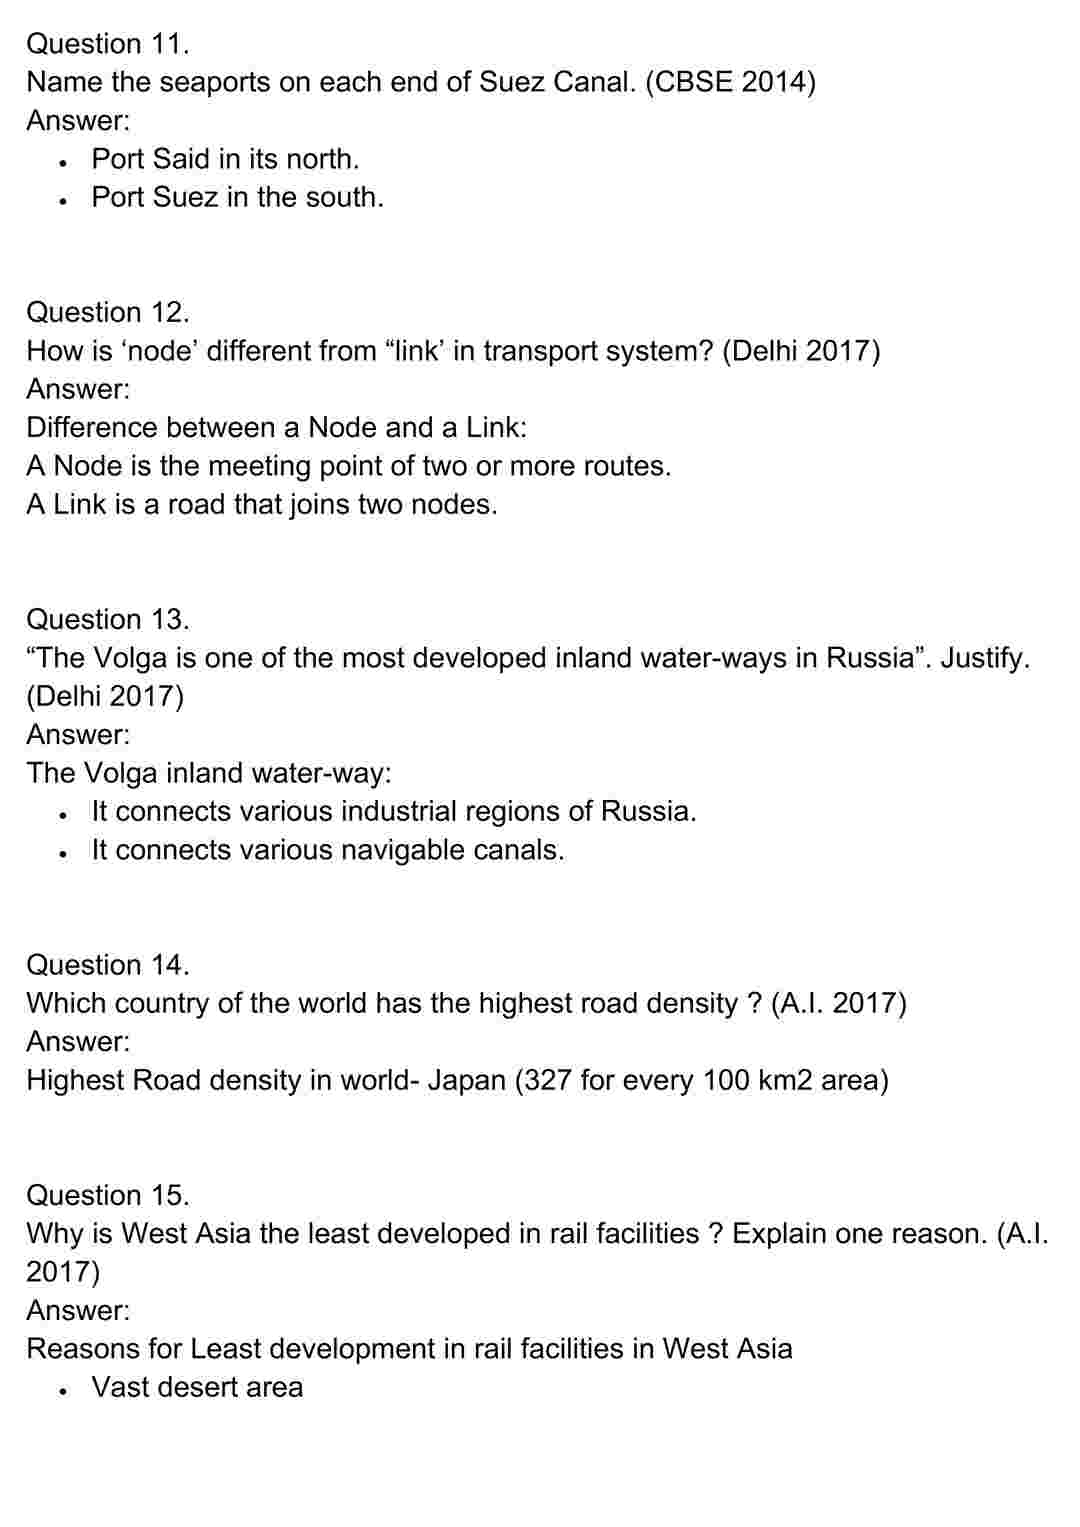 Question 11.
Name the seaports on each end of Suez Canal. (CBSE 2014)
Answer:
• Port Said in its north.
• Port Suez in the south.
Question 12.
How is ‘node’ different from “link’ in transport system? (Delhi 2017)
Answer:
Difference between a Node and a Link:
A Node is the meeting point of two or more routes.
A Link is a road that joins two nodes.
Question 13.
“The Volga is one of the most developed inland water-ways in Russia”. Justify.
(Delhi 2017)
Answer:
The Volga inland water-way:
• It connects various industrial regions of Russia.
• It connects various navigable canals.
Question 14.
Which country of the world has the highest road density ? (A.I. 2017)
Answer:
Highest Road density in world- Japan (327 for every 100 km2 area)
Question 15.
Why is West Asia the least developed in rail facilities ? Explain one reason. (A.I.
2017)
Answer:
Reasons for Least development in rail facilities in West Asia
• Vast desert area